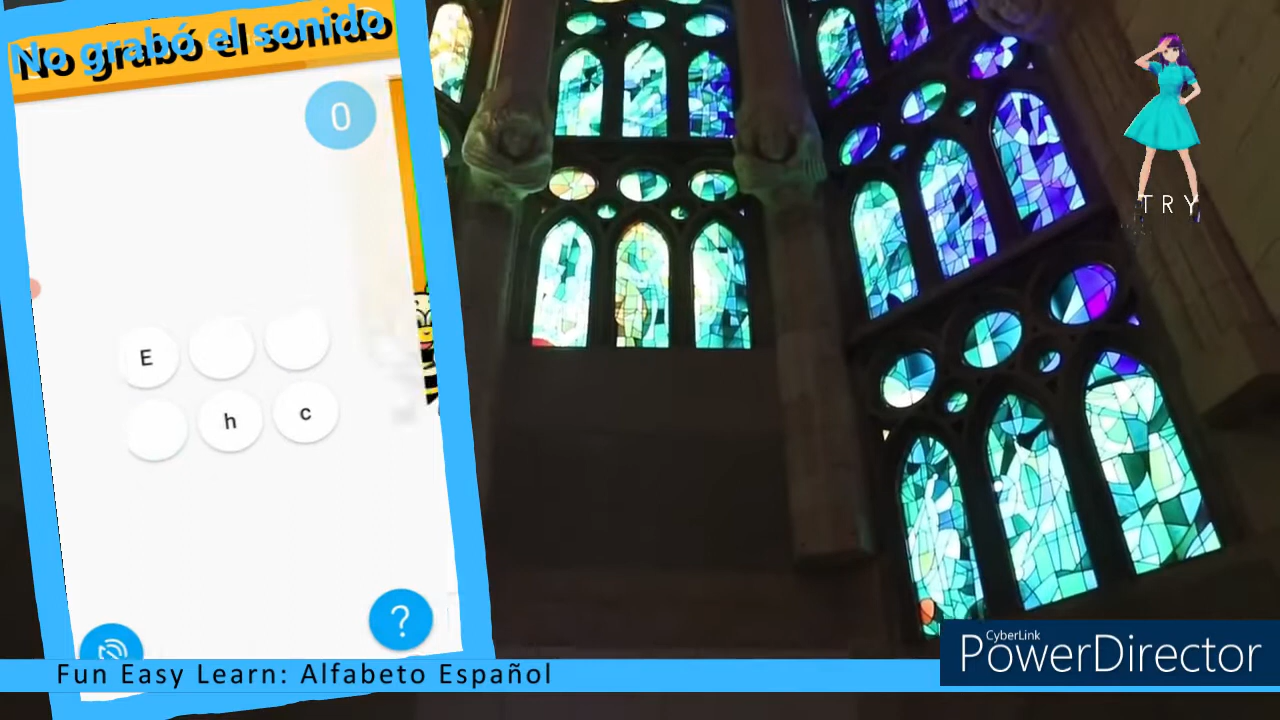 No grabó el sonido
0
E
h c
?
TRY
Fun Easy Learn: Alfabeto Español
CyberLink
PowerDirector